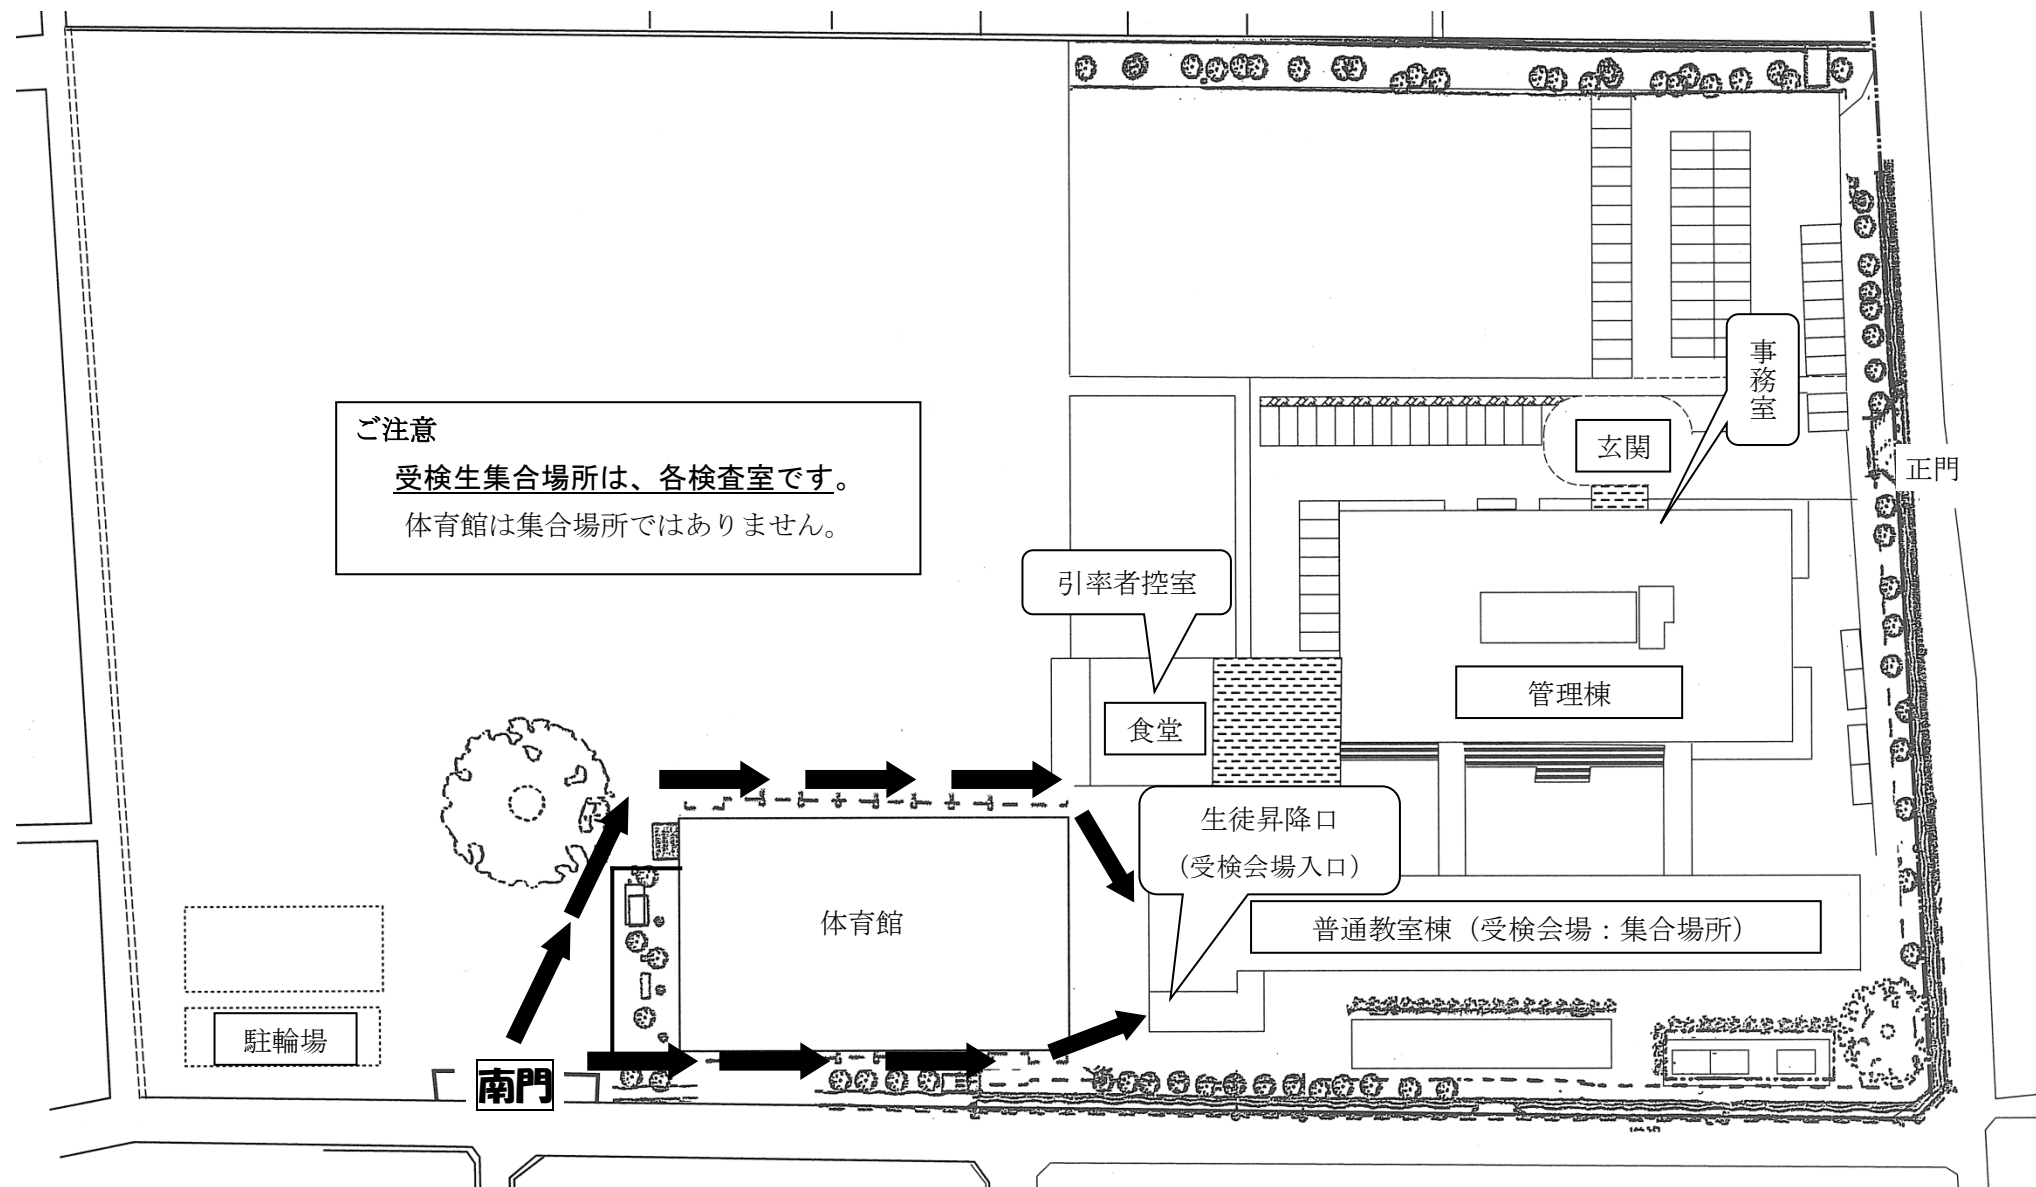 ご注意
受検生集合場所は、各検査室です。
体育館は集合場所ではありません。
事務室
玄関
正門
引率者控室
管理棟
食堂
生徒昇降口
(受検会場入口)
体育館
普通教室棟(受検会場:集合場所)
駐輪場
南門